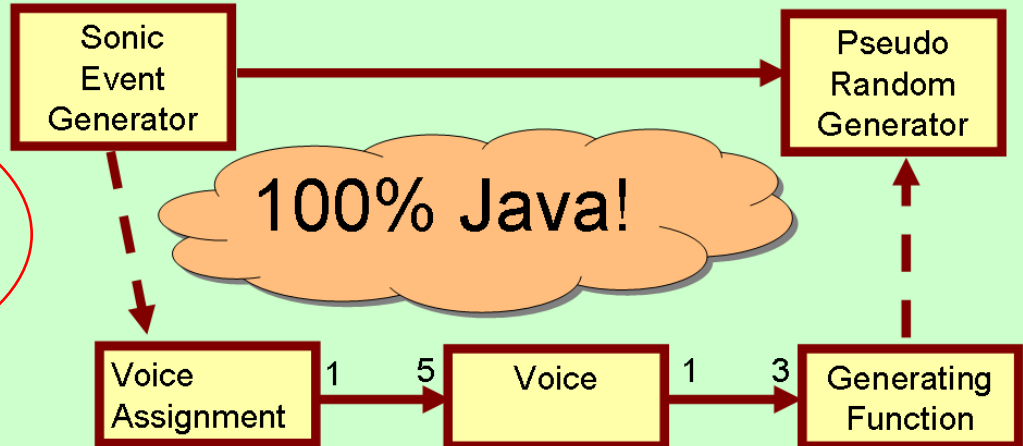 Sonic
Event
Generator
Pseudo
Random
Generator
100% Java!
Voice
Assignment
1
5
Voice
1
3
Generating
Function